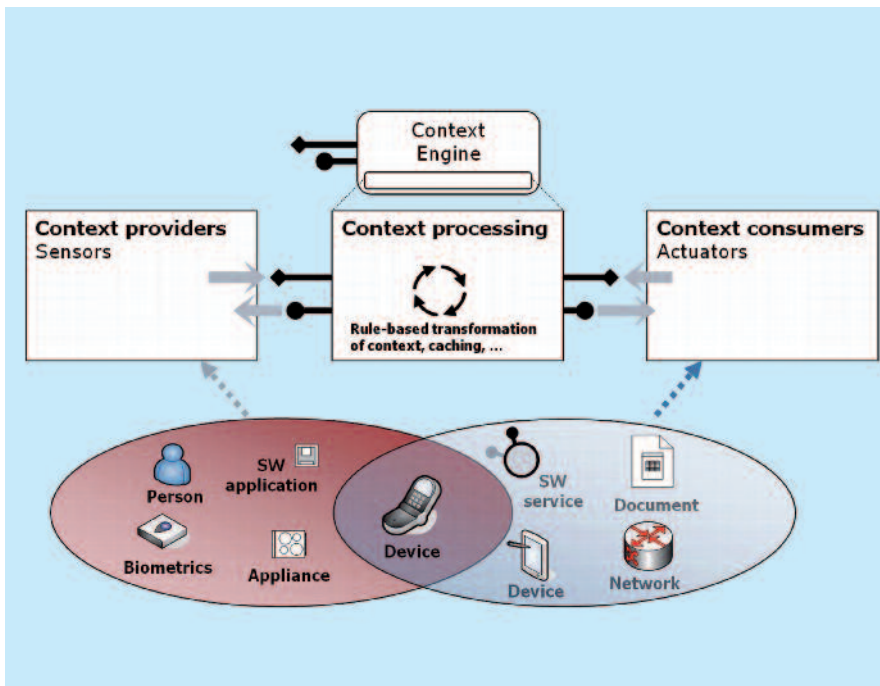 Context
Engine
Context providers
Sensors
Context processing
Rule-based transformation
of context, caching, ...
Context consumers
Actuators
Person
SW
application
Biometrics
Appliance
Device
SW
service
Document
Device
Network